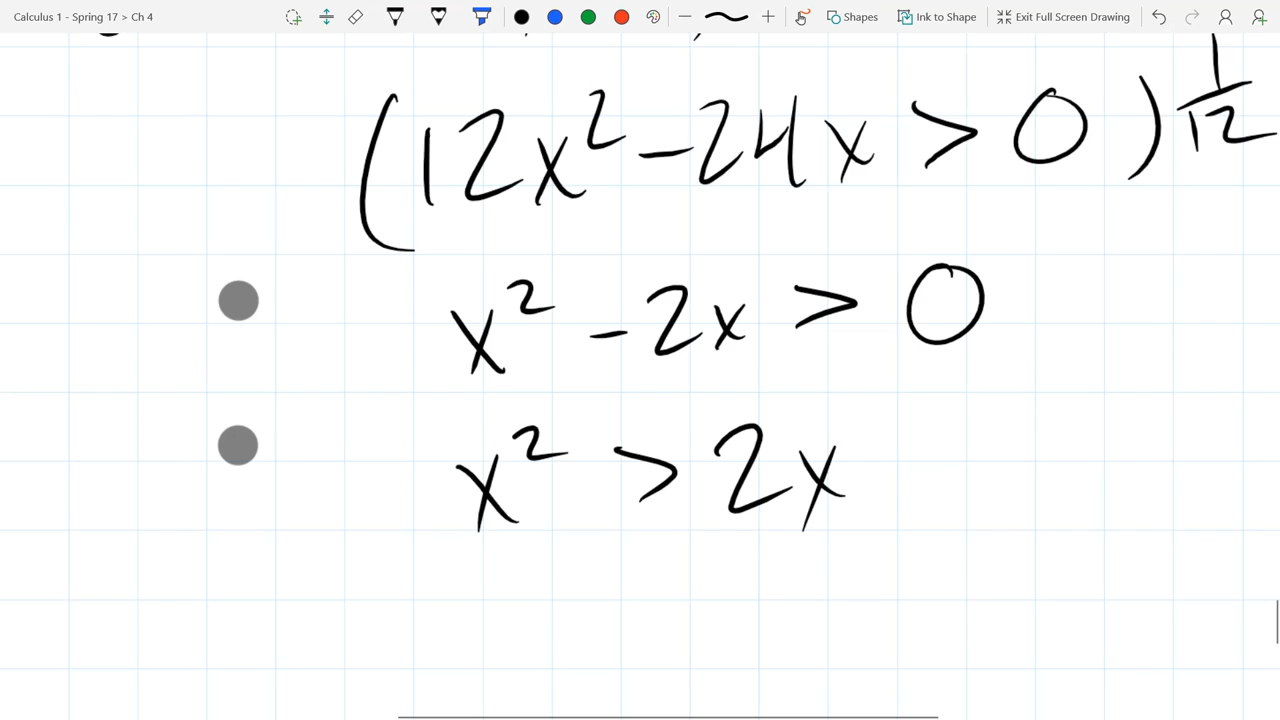 Calculus 1 - Spring 17 > Ch 4 Shapes Ink to Shape Exit Full Screen Drawing
(12x² - 24x > 0) 1/12
x² - 2x > 0
x² > 2x